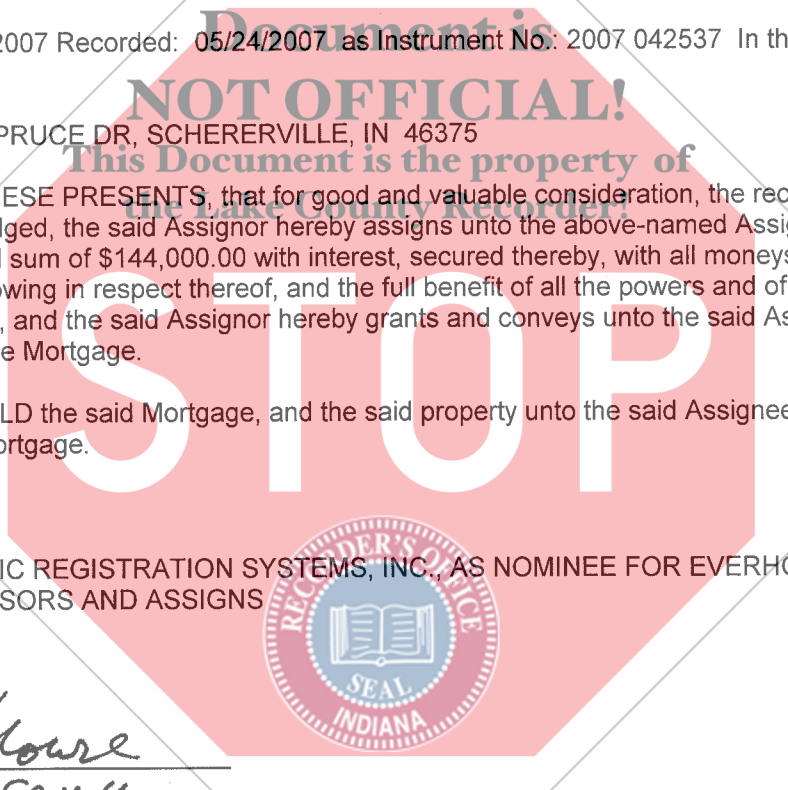 Document is
2007 Recorded: 05/24/2007 as Instrument No.: 2007 042537 In th
NOT OFFICIAL!
PRUCE DR, SCHERERVILLE, IN 46375
This Document is the property of
ESE PRESENTS, that for good and valuable consideration, the rec
the Lake County Recorder!
lged, the said Assignor hereby assigns unto the above-named Assig
l sum of $144,000.00 with interest, secured thereby, with all moneys
owing in respect thereof, and the full benefit of all the powers and of
, and the said Assignor hereby grants and conveys unto the said As
e Mortgage.
STOP
LD the said Mortgage, and the said property unto the said Assignee
ortgage.
IC REGISTRATION SYSTEMS, INC., AS NOMINEE FOR EVERHO
SORS AND ASSIGNS
RECORDER'S OFFICE
SEAL
INDIANA